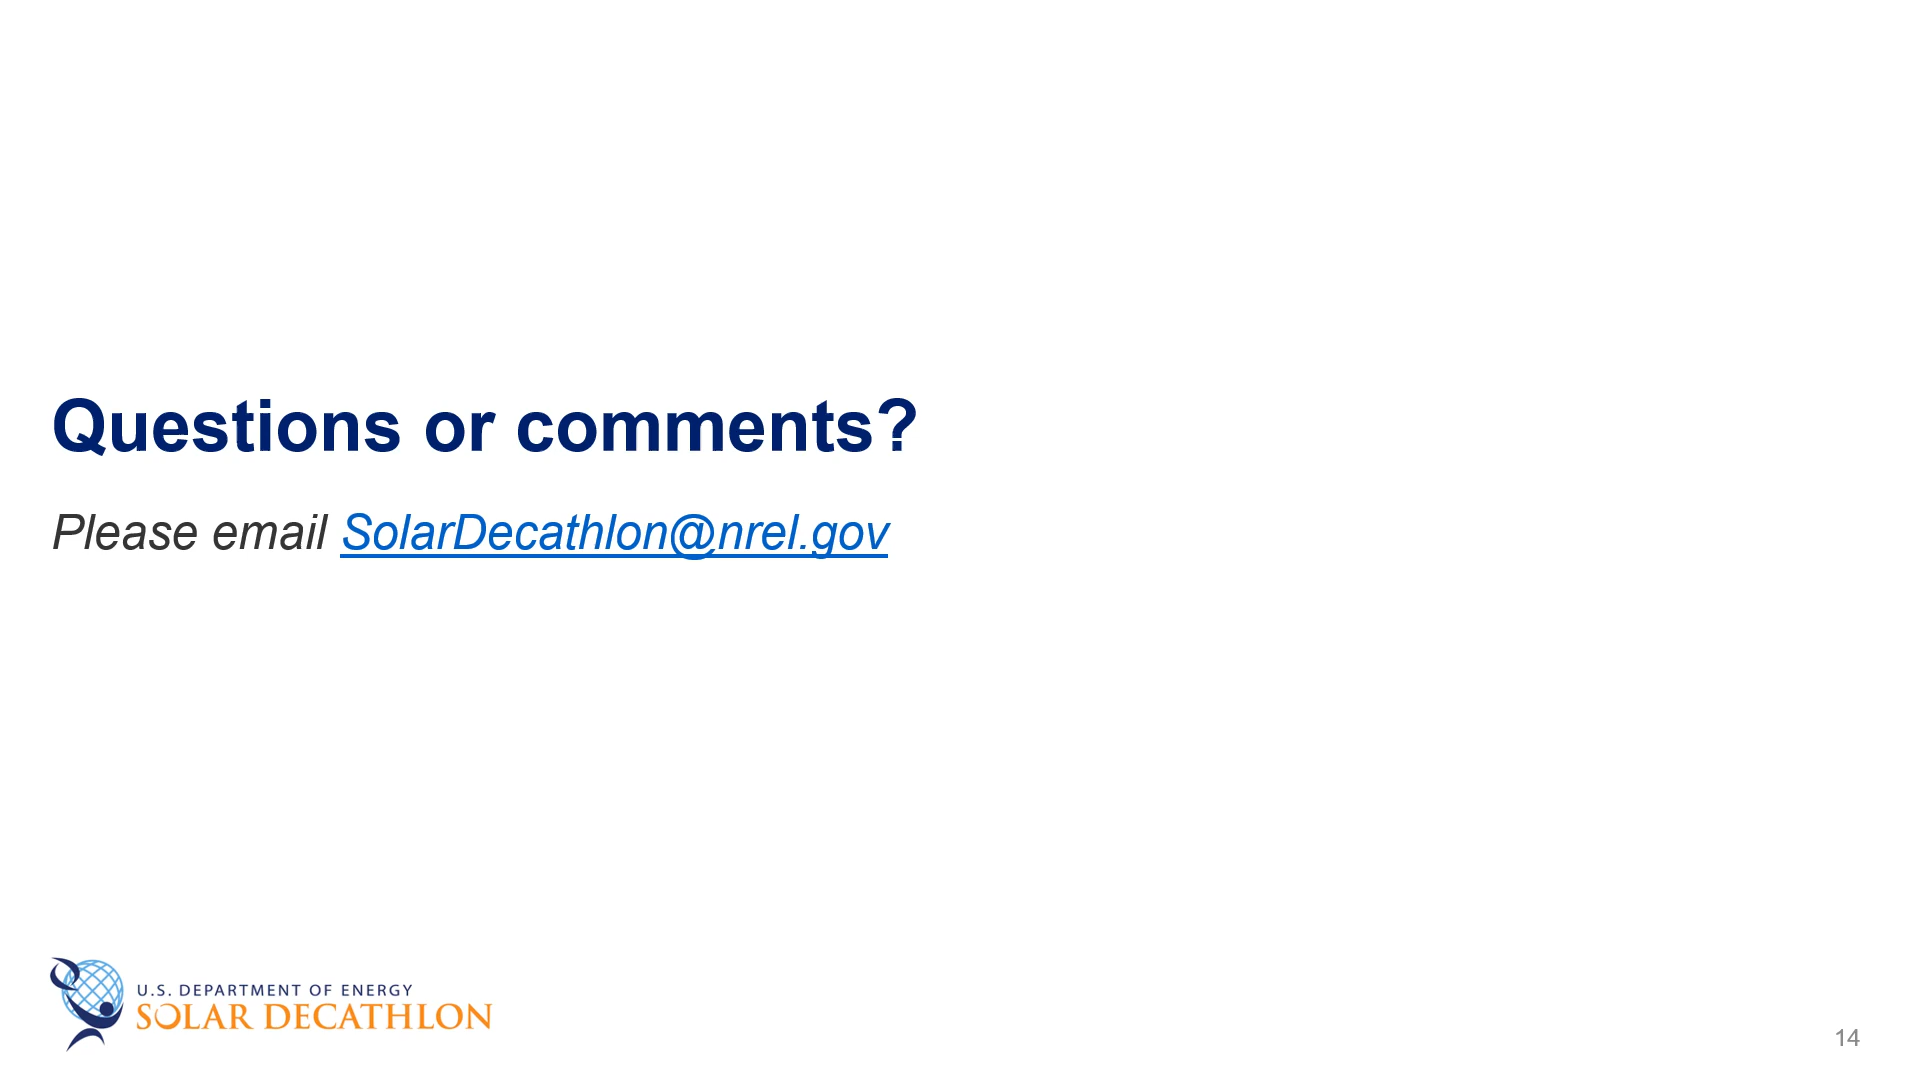 Questions or comments?
Please email SolarDecathlon@nrel.gov
U.S. DEPARTMENT OF ENERGY
SOLAR DECATHLON
14